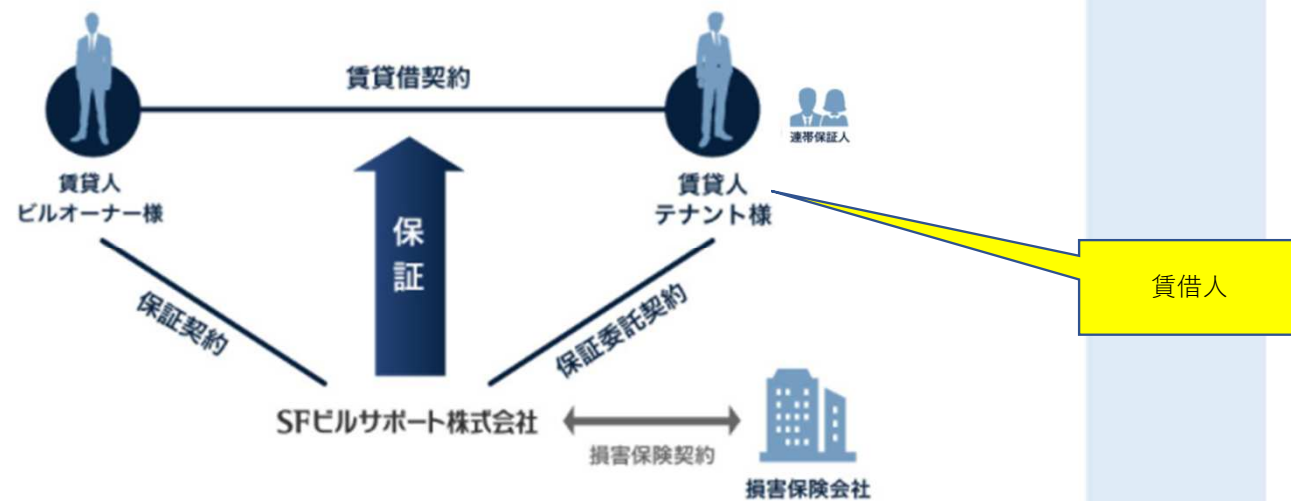 賃貸借契約
連帯保証人
賃貸人
ビルオーナー様
賃貸人
テナント様
保証
賃借人
保証契約
保証委託契約
SFビルサポート株式会社
損害保険契約
損害保険会社